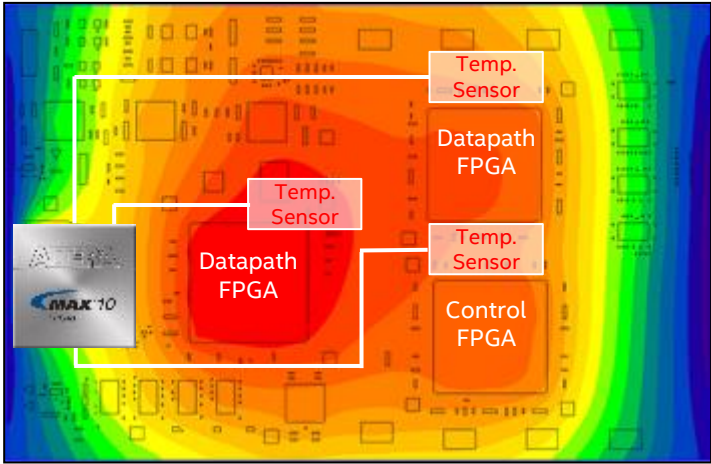 Temp.
Sensor
Datapath
FPGA
Temp.
Sensor
Datapath
FPGA
Temp.
Sensor
Control
FPGA
ALTERA
MAX 10